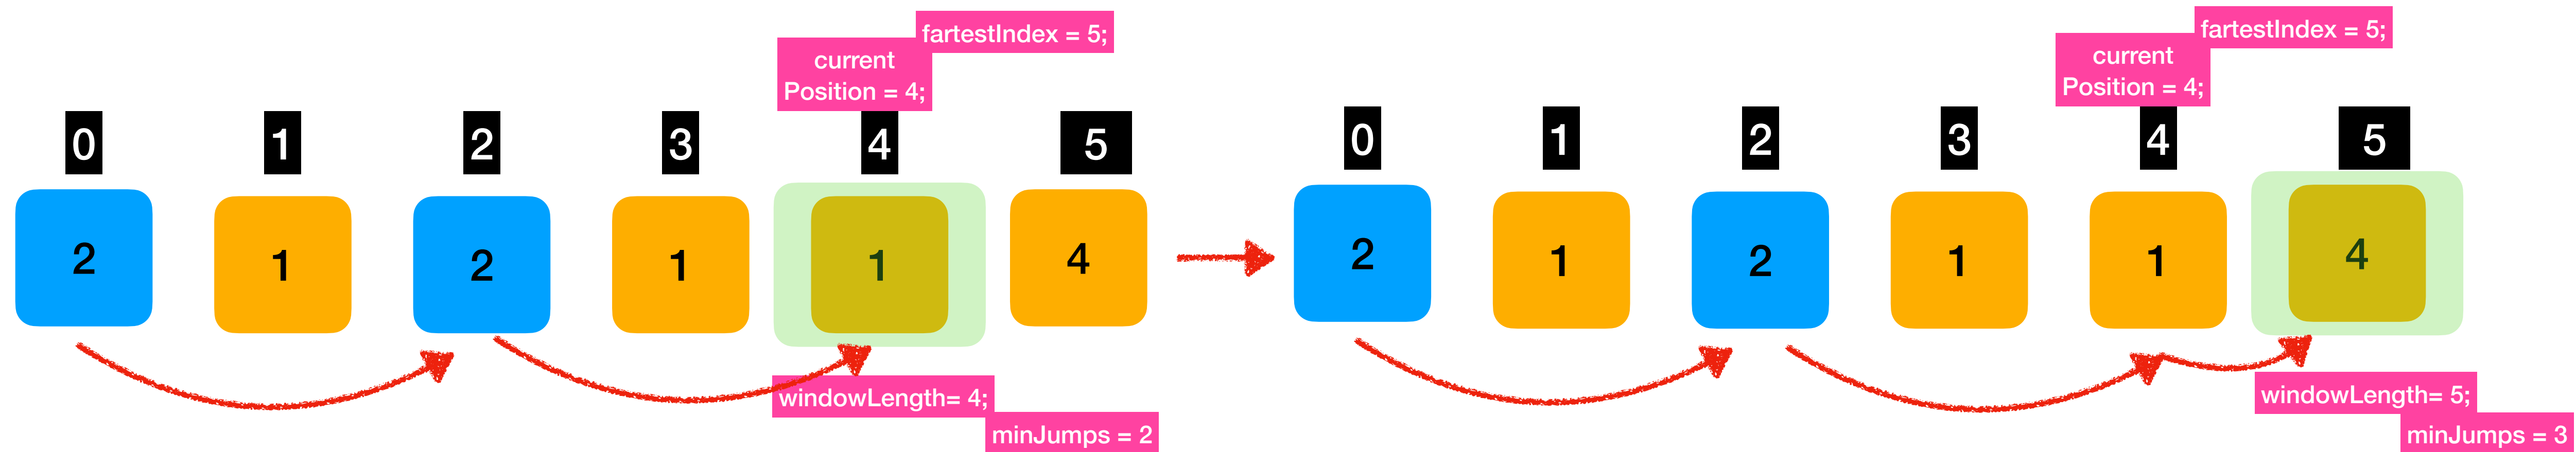 fartestIndex = 5;
current
Position = 4;
0 1 2 3 4 5
2 1 2 1 1 4
windowLength= 4;
minJumps = 2
fartestIndex = 5;
current
Position = 4;
0 1 2 3 4 5
2 1 2 1 1 4
windowLength= 5;
minJumps = 3